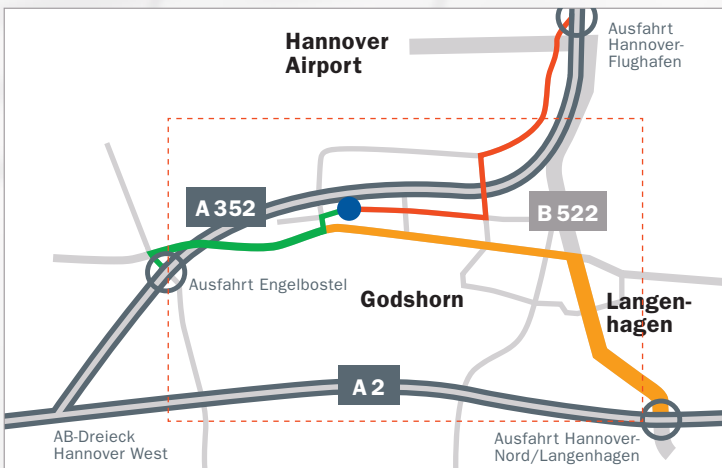 Hannover
Airport
Ausfahrt
Hannover-
Flughafen
A 352
B 522
Ausfahrt Engelbostel
Godshorn
Langen-
hagen
A 2
AB-Dreieck
Hannover West
Ausfahrt Hannover-
Nord/Langenhagen